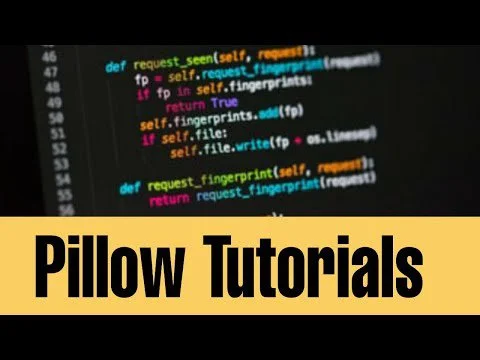 46 def request_seen(self, request):
47 fp = self.request_fingerprint(request)
48 if fp in self.fingerprints:
49 return True
50 self.fingerprints.add(fp)
51 if self.file:
52 self.file.write(fp + os.linesep)
53
54 def request_fingerprint(self, request):
55 return request_fingerprint(request)
56
Pillow Tutorials